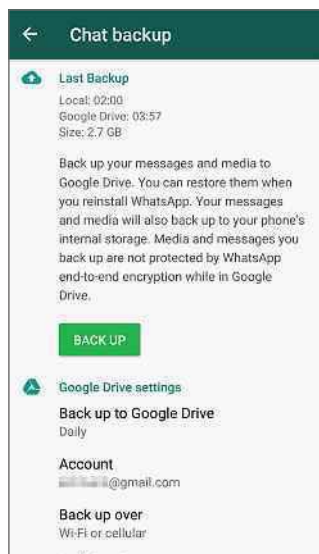 Chat backup
Last Backup
Local: 02:00
Google Drive: 03:57
Size: 2.7 GB
Back up your messages and media to
Google Drive. You can restore them when
you reinstall WhatsApp. Your messages
and media will also back up to your phone's
internal storage. Media and messages you
back up are not protected by WhatsApp
end-to-end encryption while in Google
Drive.
BACK UP
Google Drive settings
Back up to Google Drive
Daily
Account
@gmail.com
Back up over
Wi-Fi or cellular